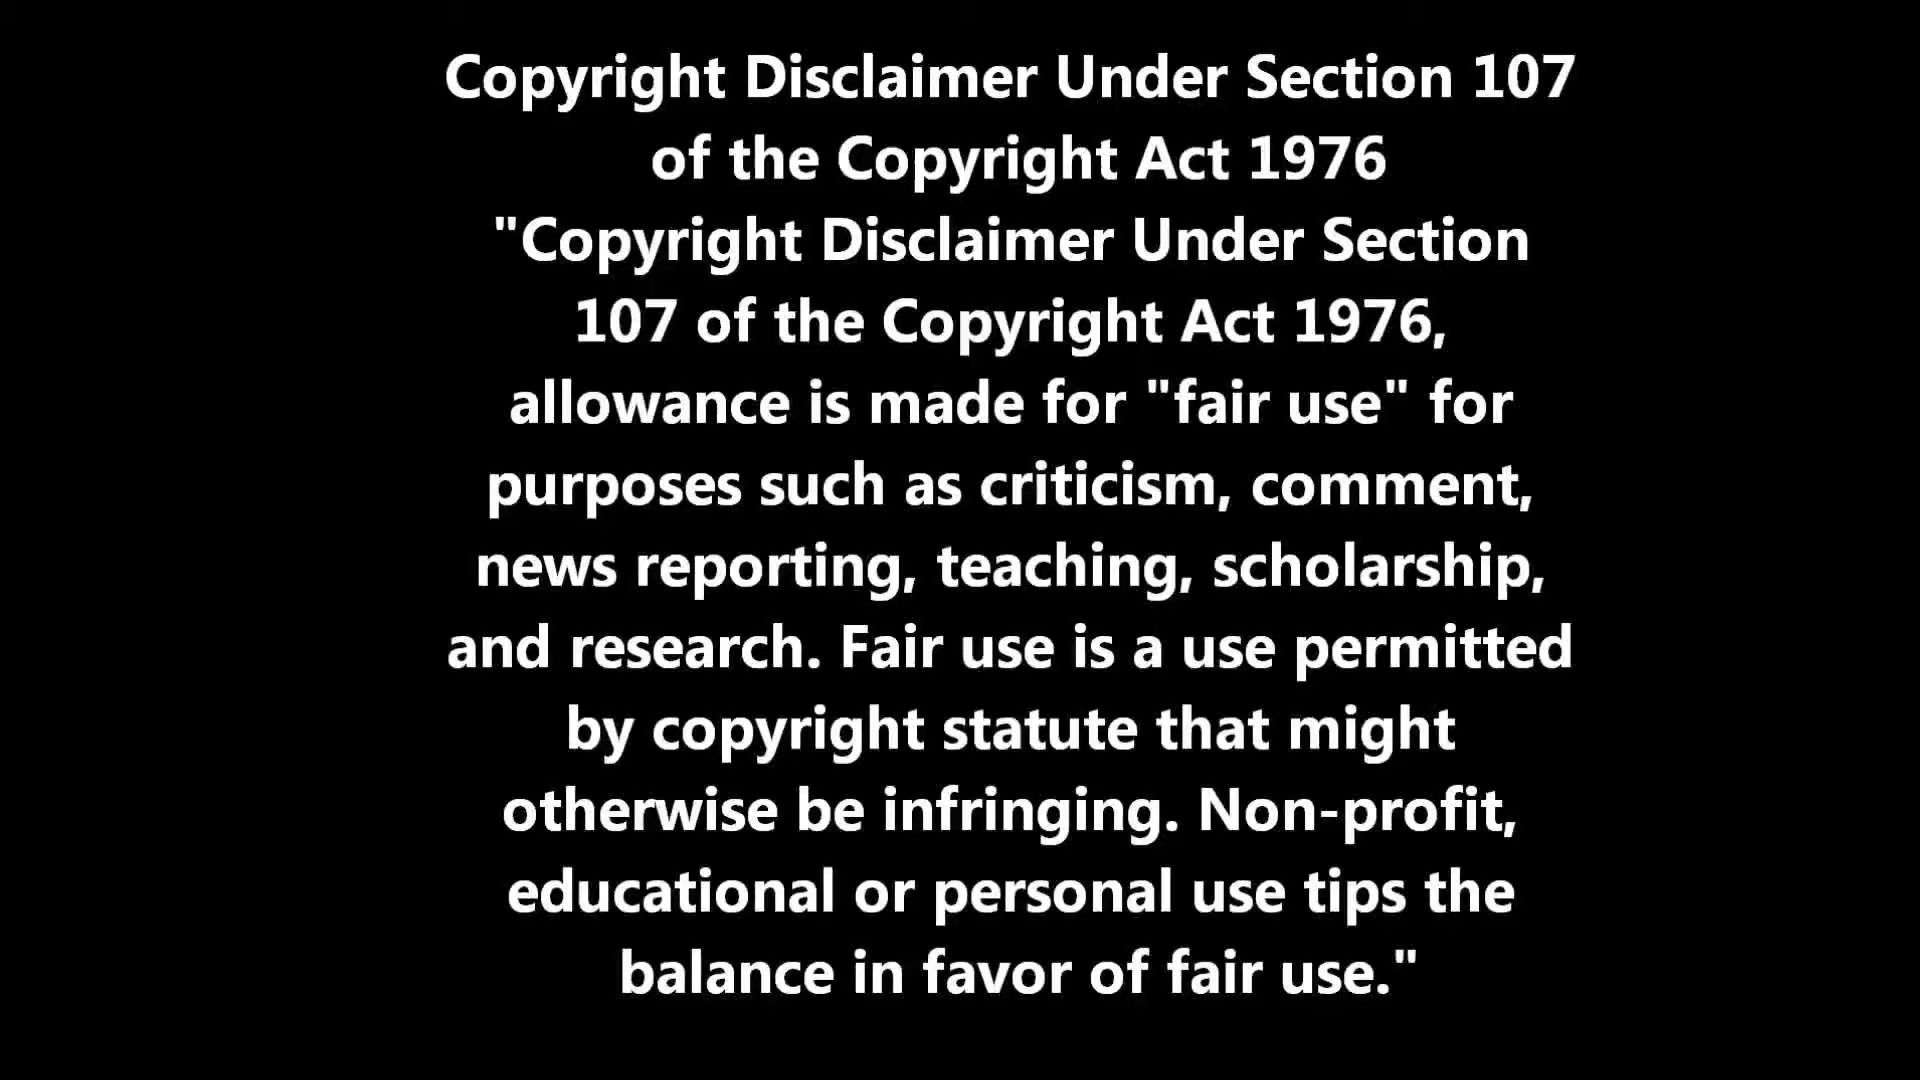 Copyright Disclaimer Under Section 107
of the Copyright Act 1976
"Copyright Disclaimer Under Section
107 of the Copyright Act 1976,
allowance is made for "fair use" for
purposes such as criticism, comment,
news reporting, teaching, scholarship,
and research. Fair use is a use permitted
by copyright statute that might
otherwise be infringing. Non-profit,
educational or personal use tips the
balance in favor of fair use."